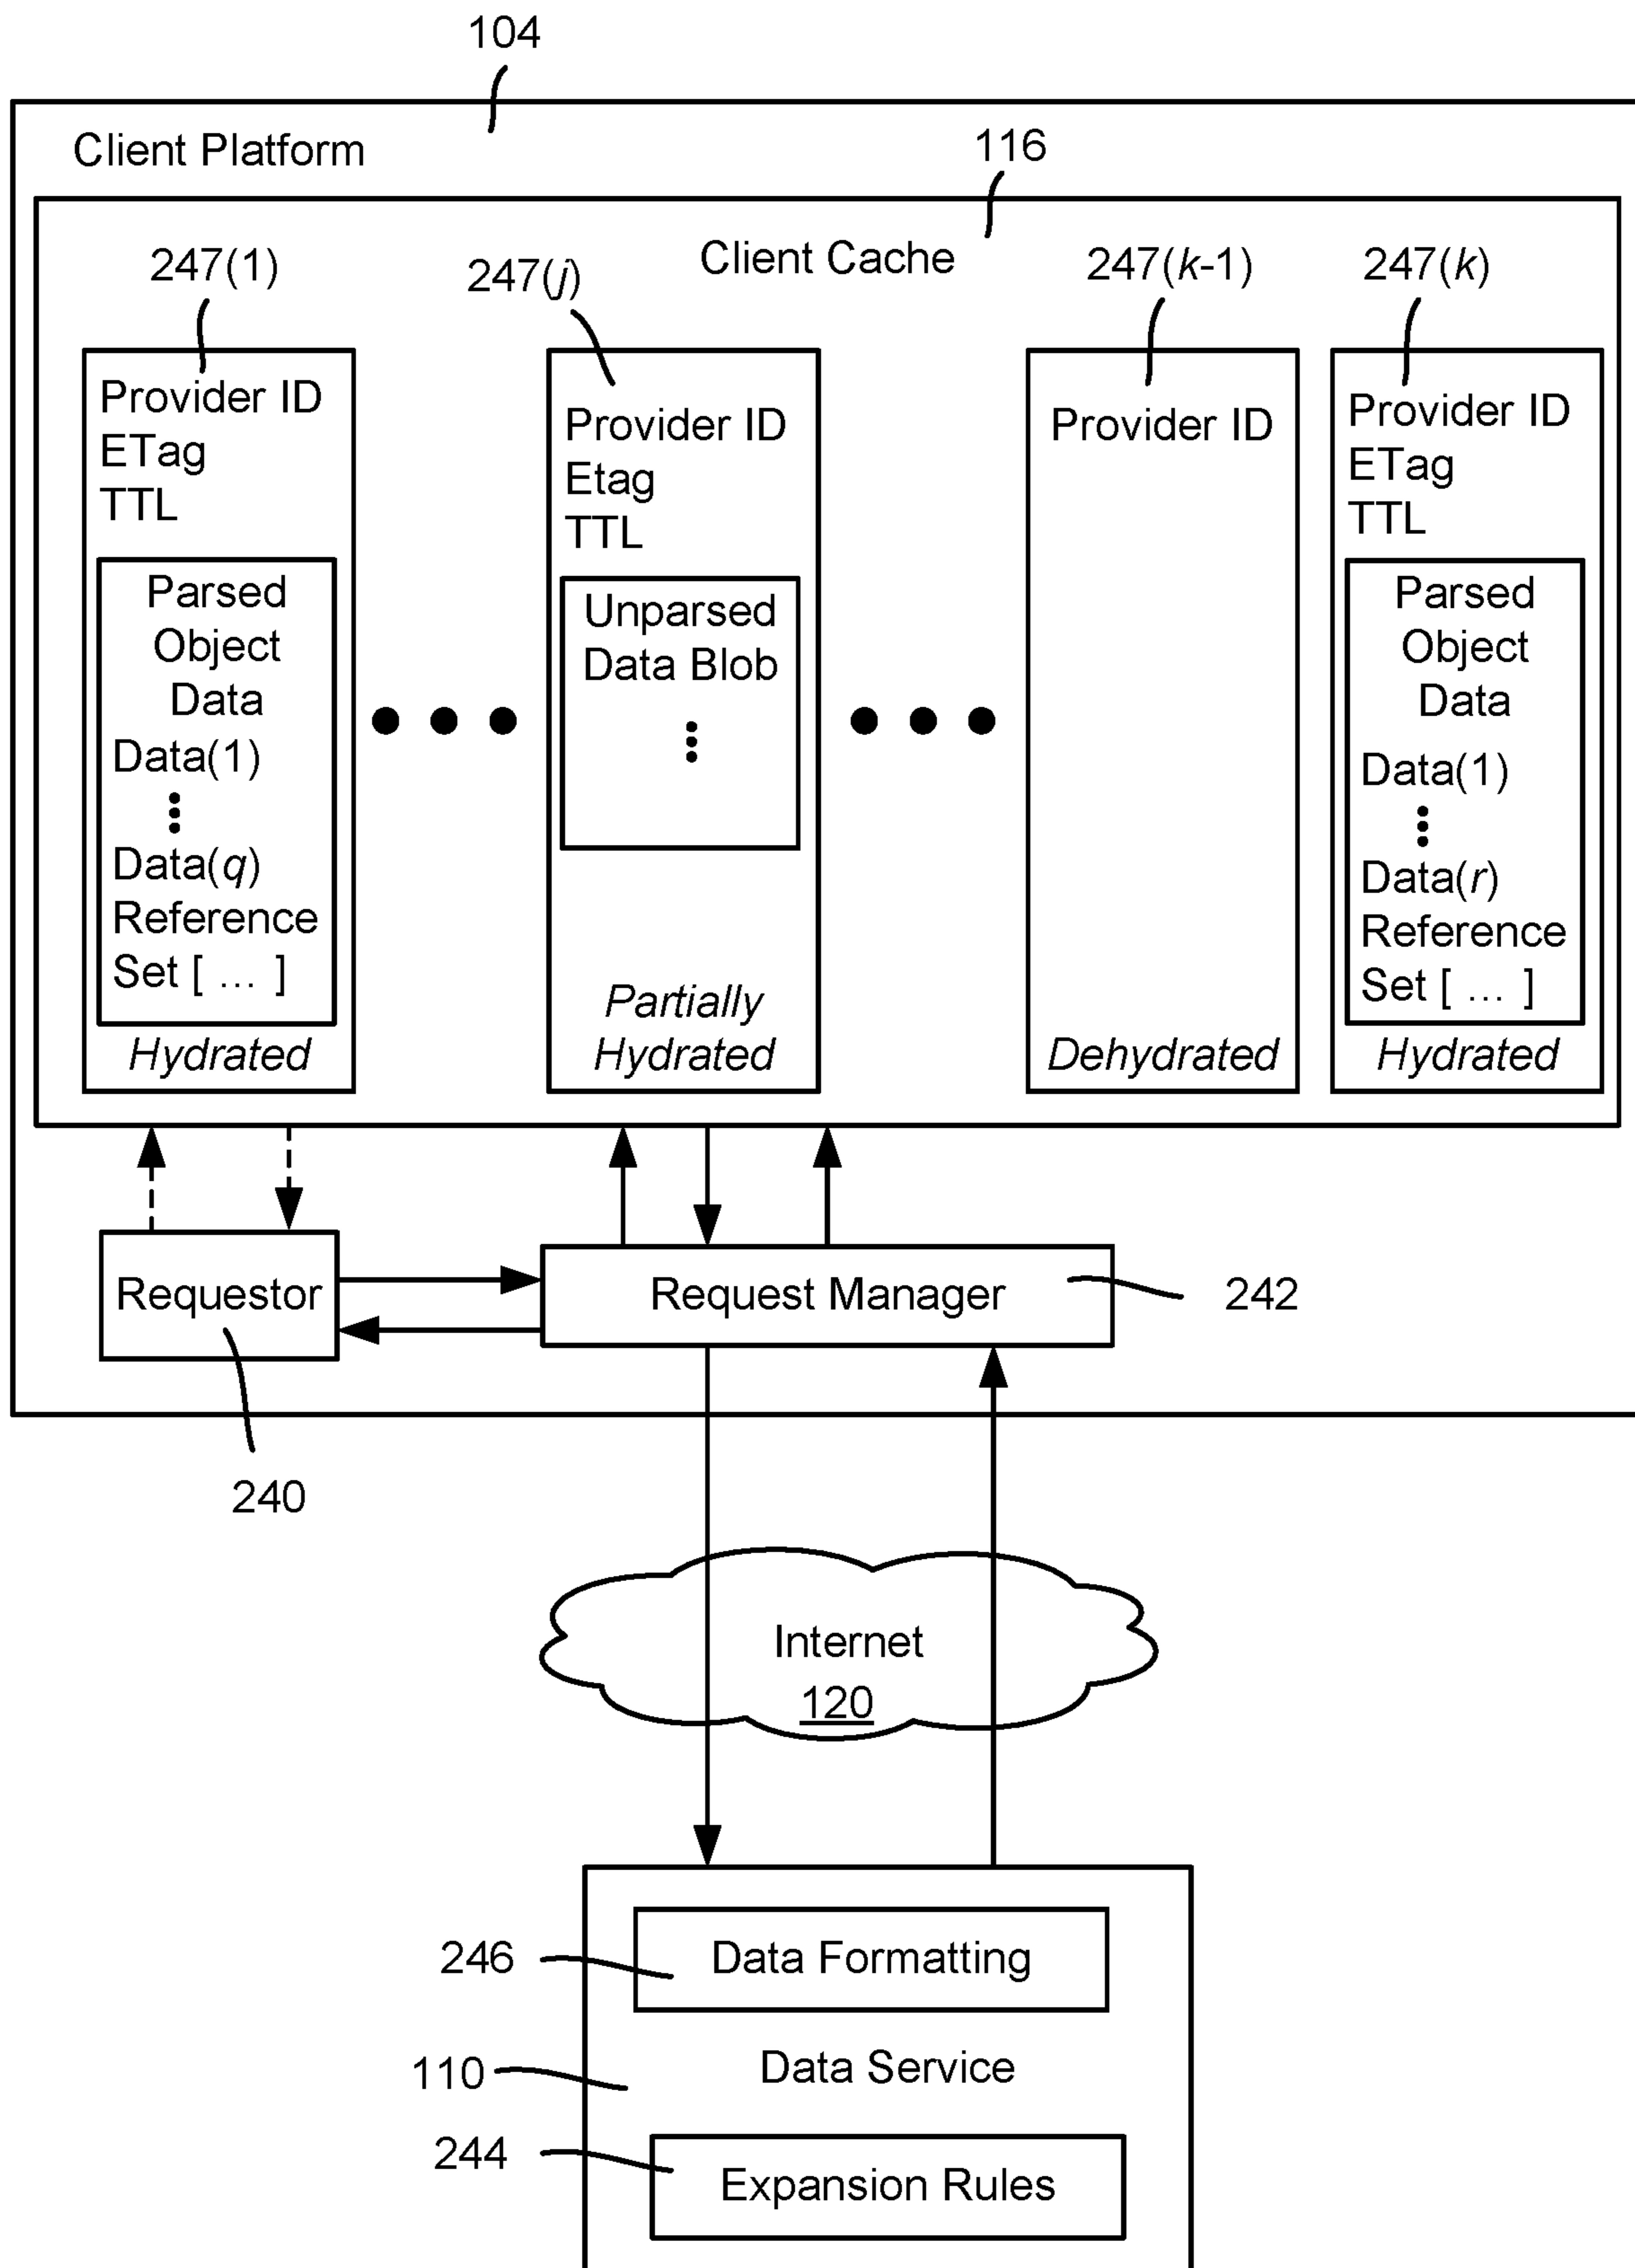 104
Client Platform
116
Client Cache
247(1)
247(j)
247(k-1)
247(k)
Provider ID
ETag
TTL
Parsed
Object
Data
Data(1)
Data(q)
Reference
Set [ ... ]
Hydrated
Provider ID
Etag
TTL
Unparsed
Data Blob
Partially
Hydrated
Provider ID
Dehydrated
Provider ID
ETag
TTL
Parsed
Object
Data
Data(1)
Data(r)
Reference
Set [ ... ]
Hydrated
Requestor
Request Manager
242
240
Internet
120
246
Data Formatting
110
Data Service
244
Expansion Rules